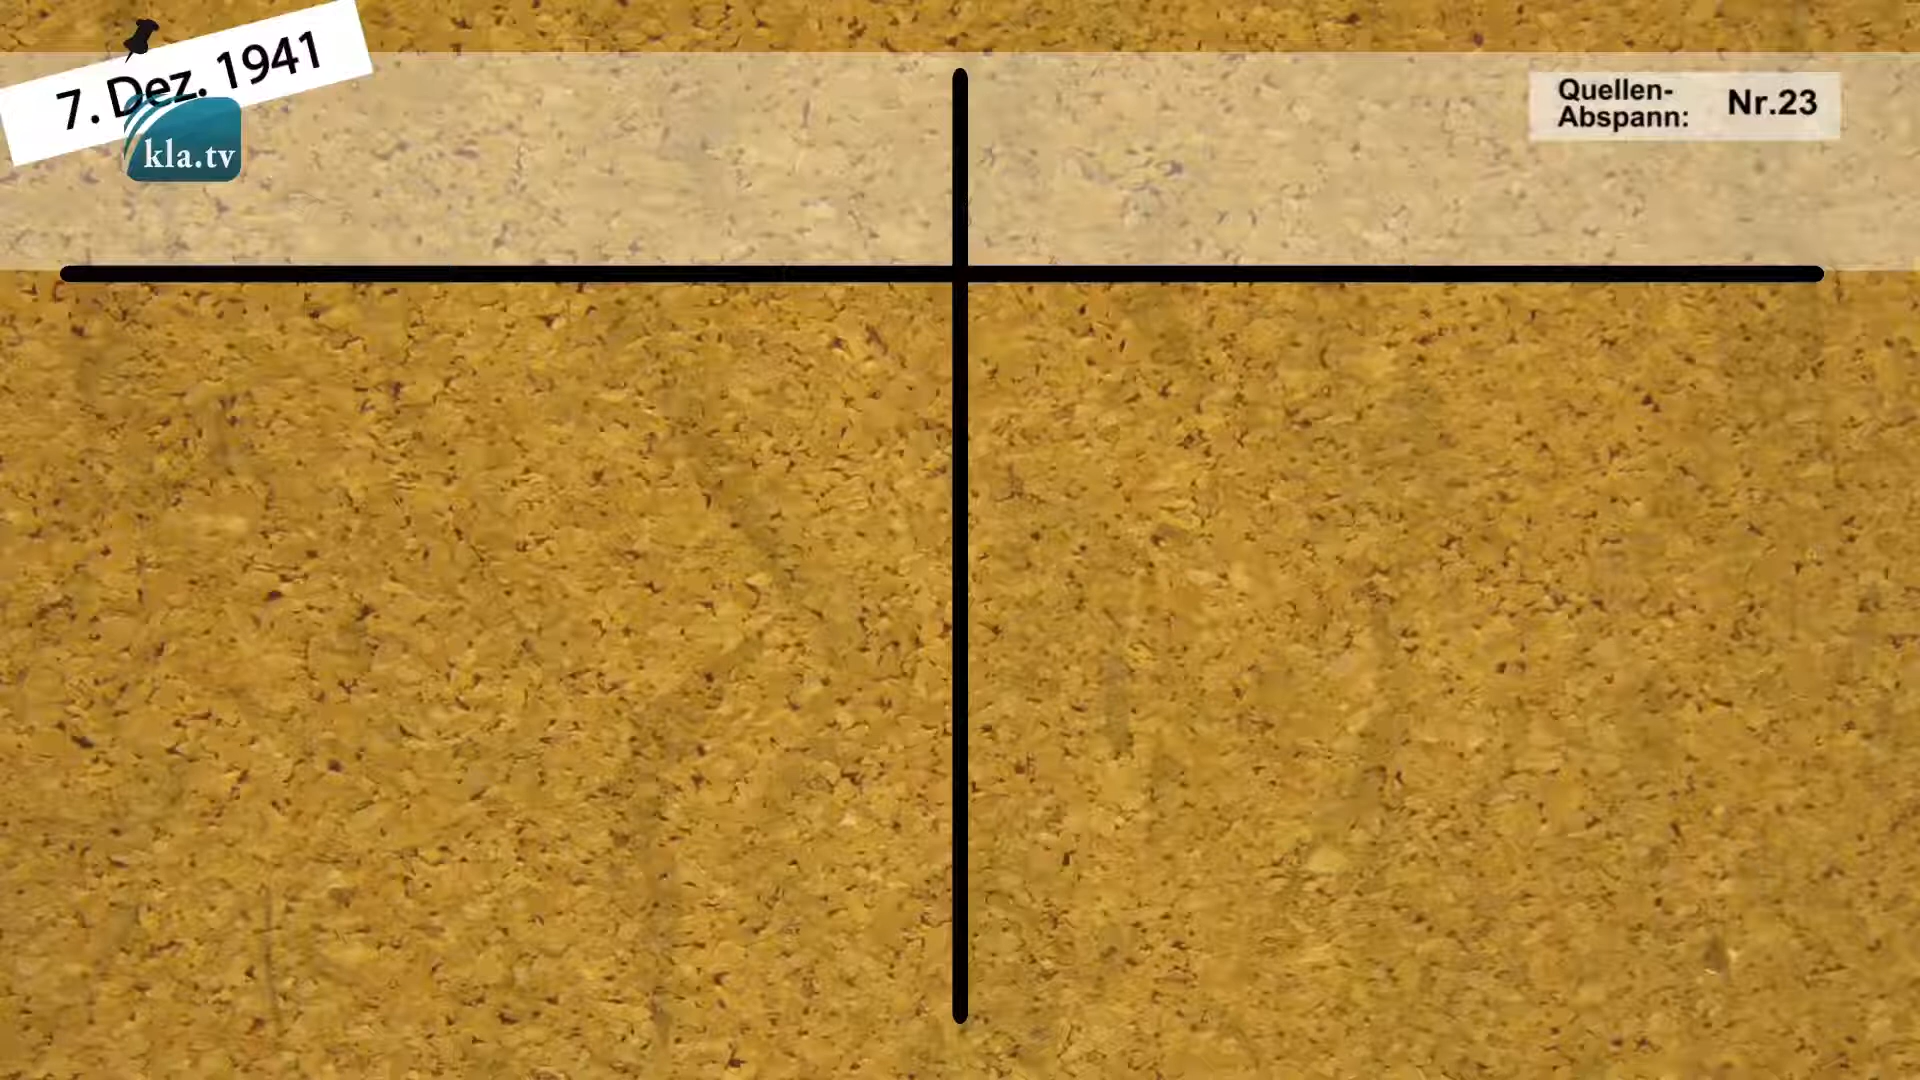 7. Dez. 1941
kla.tv
Quellen-
Abspann:
Nr.23